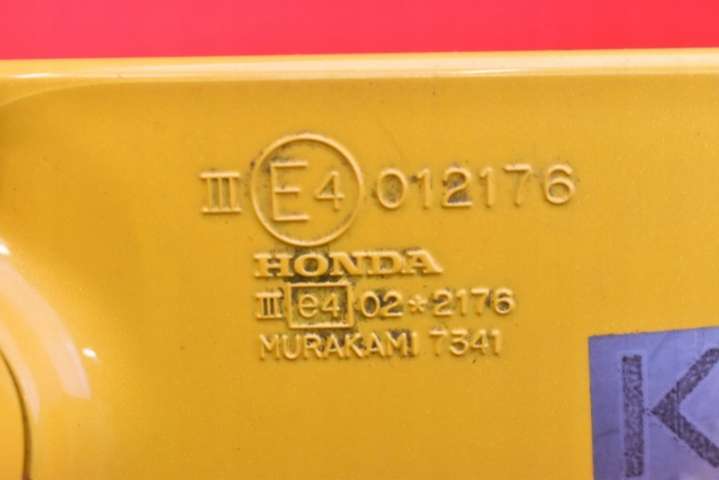 III E4 012176
HONDA
III e4 02*2176
MURAKAMI 7341
K